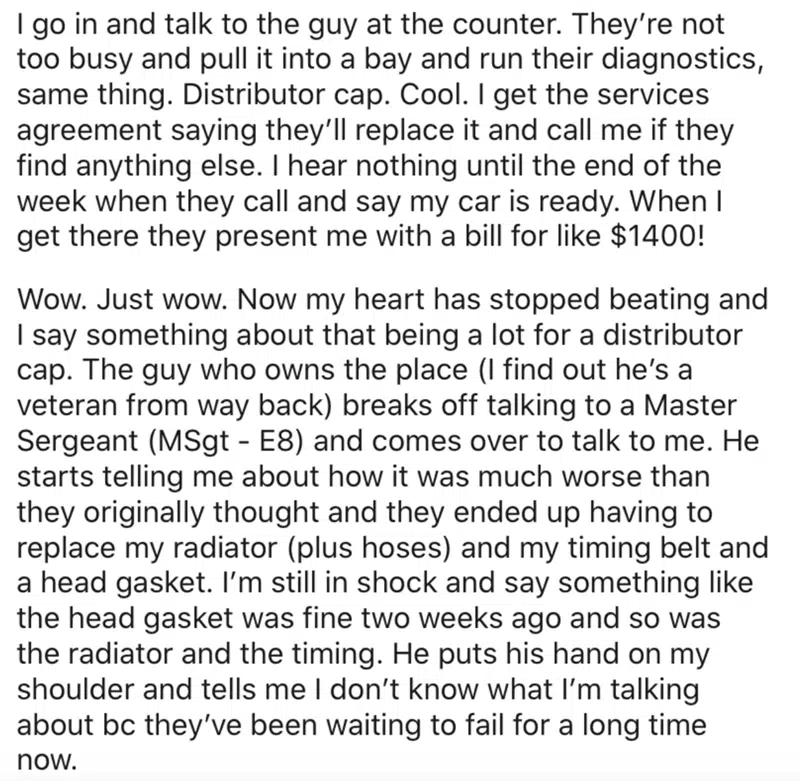 I go in and talk to the guy at the counter. They’re not
too busy and pull it into a bay and run their diagnostics,
same thing. Distributor cap. Cool. I get the services
agreement saying they’ll replace it and call me if they
find anything else. I hear nothing until the end of the
week when they call and say my car is ready. When I
get there they present me with a bill for like $1400!
Wow. Just wow. Now my heart has stopped beating and
I say something about that being a lot for a distributor
cap. The guy who owns the place (I find out he’s a
veteran from way back) breaks off talking to a Master
Sergeant (MSgt - E8) and comes over to talk to me. He
starts telling me about how it was much worse than
they originally thought and they ended up having to
replace my radiator (plus hoses) and my timing belt and
a head gasket. I’m still in shock and say something like
the head gasket was fine two weeks ago and so was
the radiator and the timing. He puts his hand on my
shoulder and tells me I don’t know what I’m talking
about bc they’ve been waiting to fail for a long time
now.